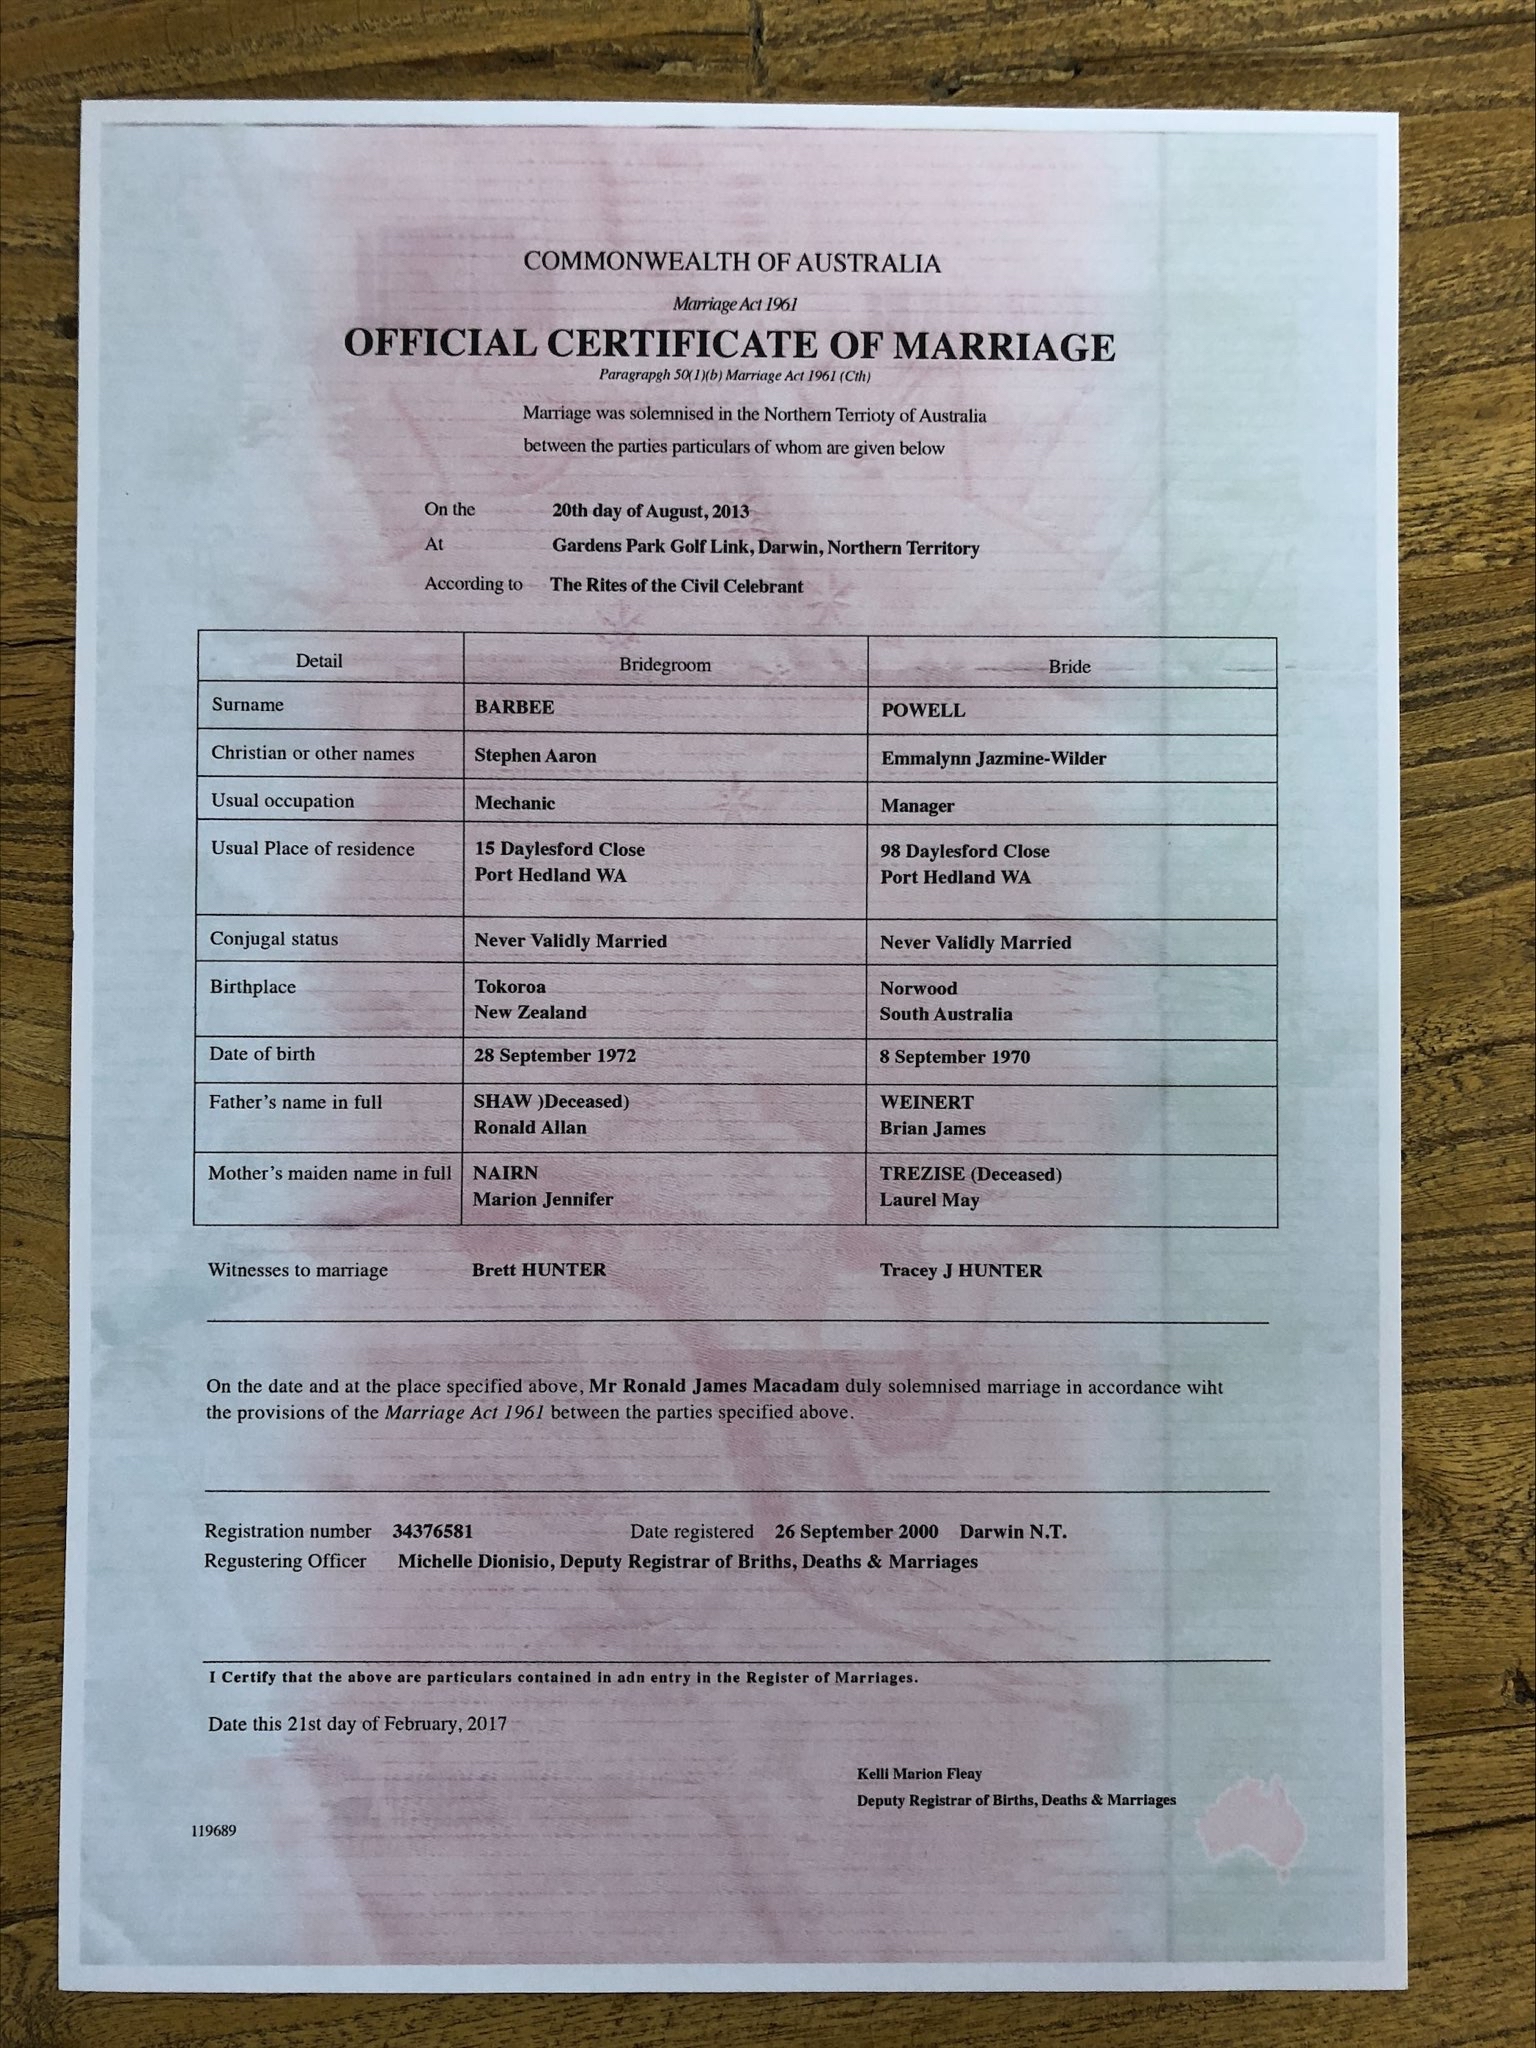 COMMONWEALTH OF AUSTRALIA
Marriage Act 1961
OFFICIAL CERTIFICATE OF MARRIAGE
Paragrapgh 50(1)(b) Marriage Act 1961 (Cth)
Marriage was solemnised in the Northern Terrioty of Australia
between the parties particulars of whom are given below
On the 20th day of August, 2013
At Gardens Park Golf Link, Darwin, Northern Territory
According to The Rites of the Civil Celebrant
Detail Bridegroom Bride
Surname BARBEE POWELL
Christian or other names Stephen Aaron Emmalynn Jazmine-Wilder
Usual occupation Mechanic Manager
Usual Place of residence 15 Daylesford Close 98 Daylesford Close
Port Hedland WA Port Hedland WA
Conjugal status Never Validly Married Never Validly Married
Birthplace Tokoroa Norwood
New Zealand South Australia
Date of birth 28 September 1972 8 September 1970
Father's name in full SHAW )Deceased) WEINERT
Ronald Allan Brian James
Mother's maiden name in full NAIRN TREZISE (Deceased)
Marion Jennifer Laurel May
Witnesses to marriage Brett HUNTER Tracey J HUNTER
On the date and at the place specified above, Mr Ronald James Macadam duly solemnised marriage in accordance wiht
the provisions of the Marriage Act 1961 between the parties specified above.
Registration number 34376581 Date registered 26 September 2000 Darwin N.T.
Regustering Officer Michelle Dionisio, Deputy Registrar of Briths, Deaths & Marriages
I Certify that the above are particulars contained in adn entry in the Register of Marriages.
Date this 21st day of February, 2017
Kelli Marion Fleay
Deputy Registrar of Births, Deaths & Marriages
119689